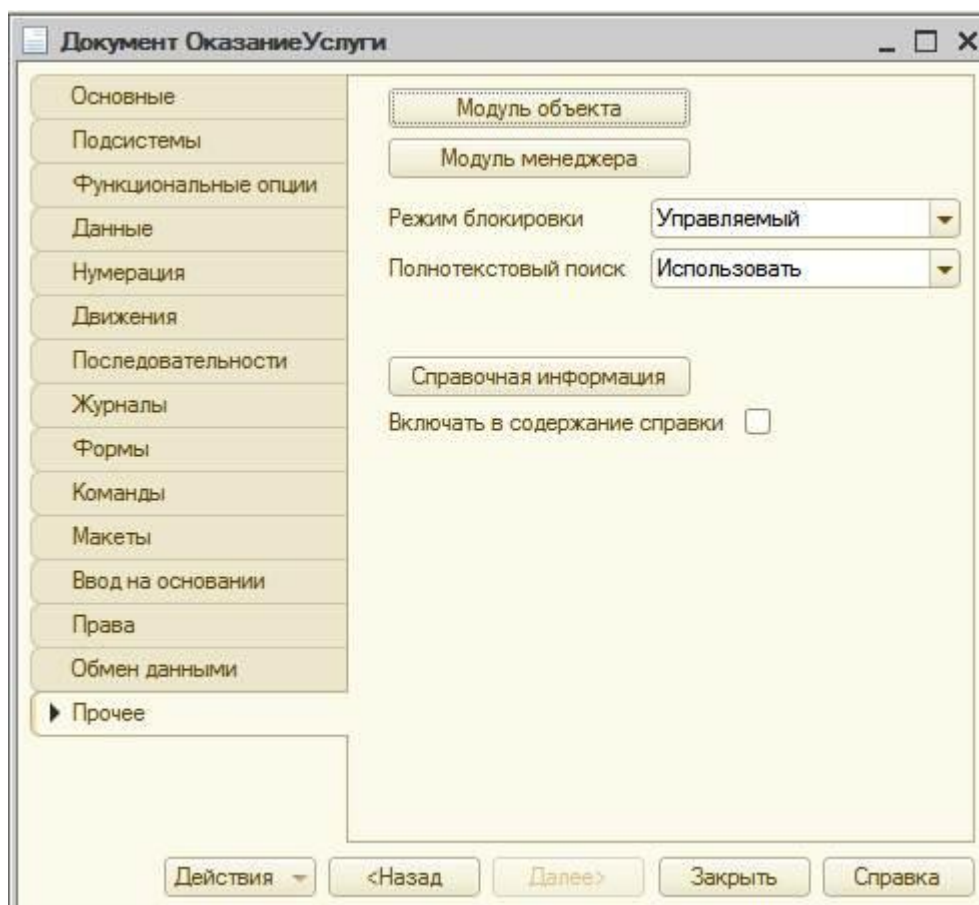 Документ ОказаниеУслуги
Основные
Подсистемы
Функциональные опции
Данные
Нумерация
Движения
Последовательности
Журналы
Формы
Команды
Макеты
Ввод на основании
Права
Обмен данными
Прочее
Модуль объекта
Модуль менеджера
Режим блокировки Управляемый
Полнотекстовый поиск Использовать
Справочная информация
Включать в содержание справки
Действия <Назад Далее> Закрыть Справка